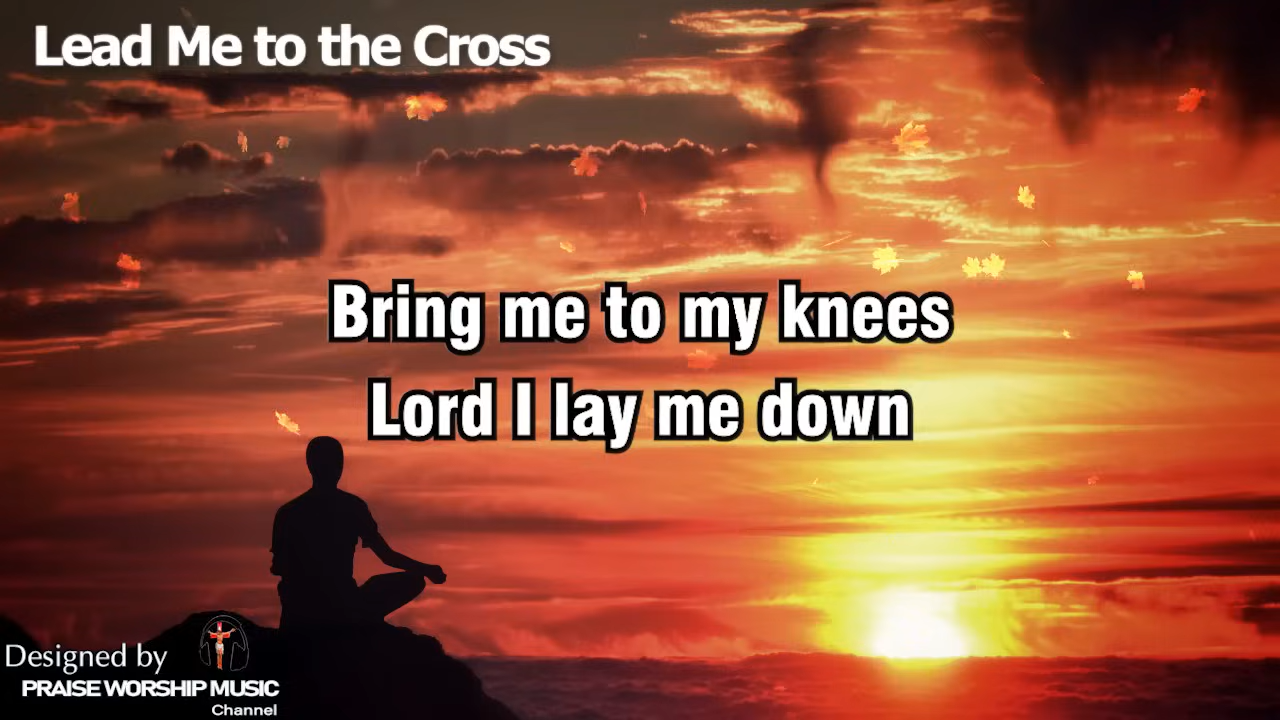 Lead Me to the Cross
Bring me to my knees
Lord I lay me down
Designed by
PRAISE WORSHIP MUSIC
Channel